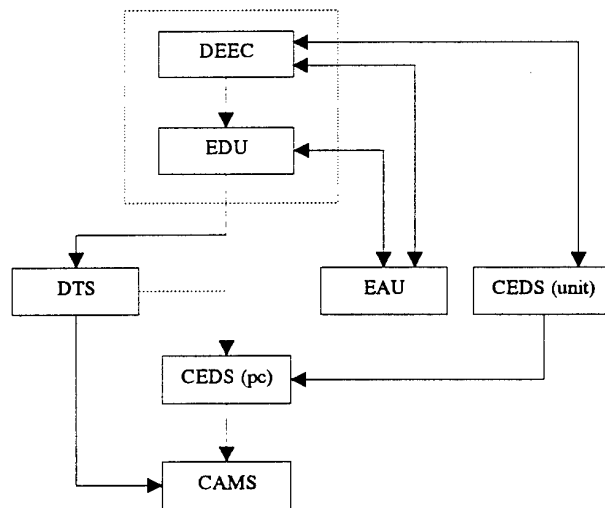 DEEC
EDU
DTS
EAU
CEDS (unit)
CEDS (pc)
CAMS